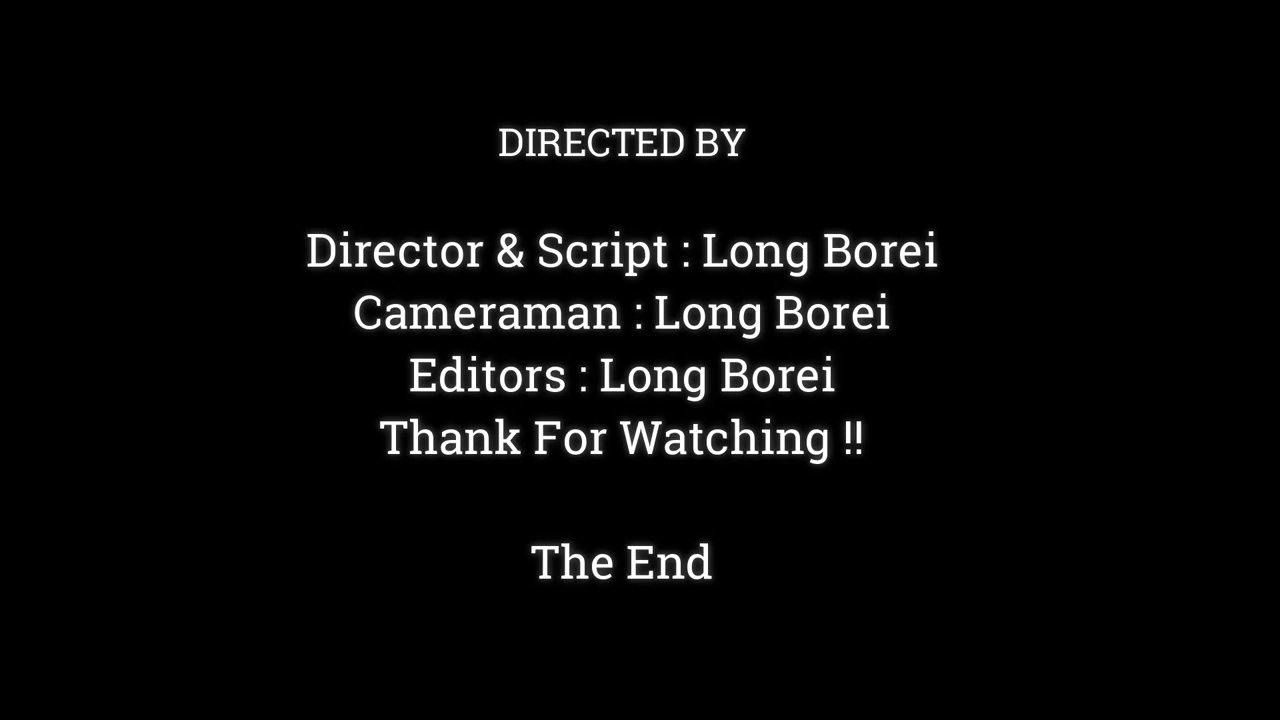 DIRECTED BY
Director & Script : Long Borei
Cameraman : Long Borei
Editors : Long Borei
Thank For Watching !!
The End